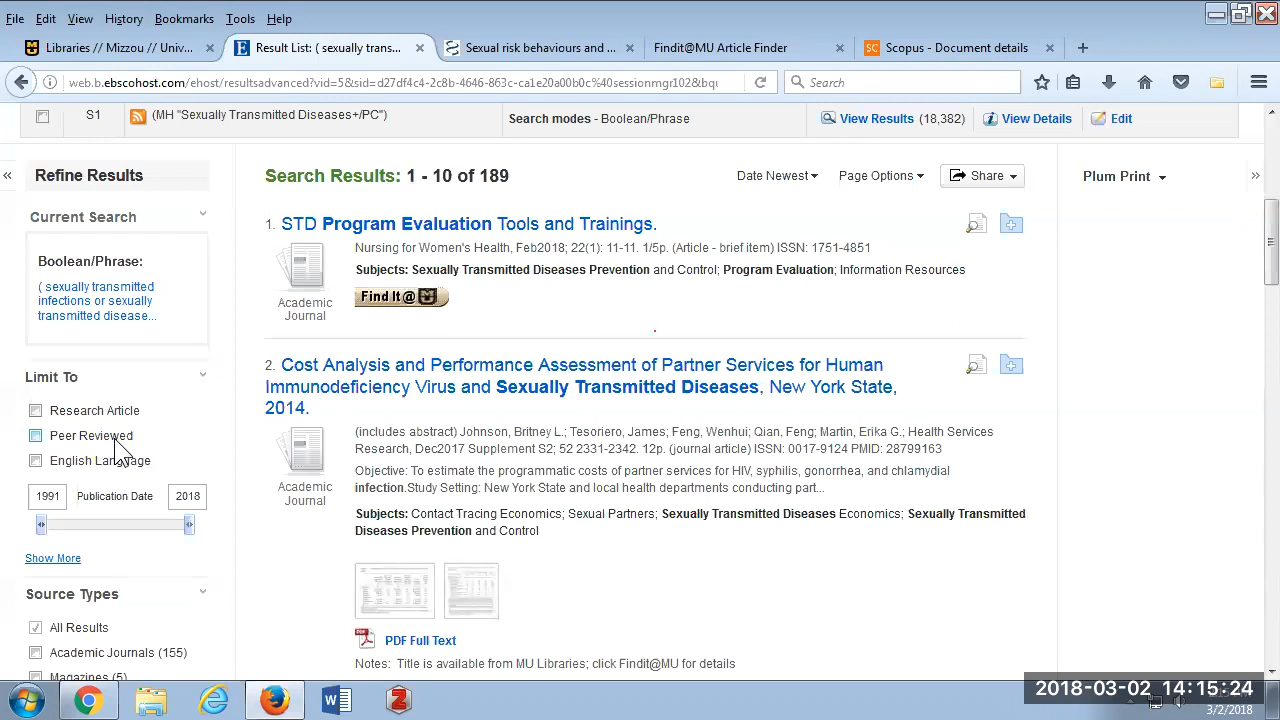 File Edit View History Bookmarks Tools Help
Libraries // Mizzou // Univ...
Result List: ( sexually trans...
Sexual risk behaviours and ...
Findit@MU Article Finder
Scopus - Document details
web.b.ebscohost.com/ehost/resultsadvanced?vid=5&sid=d27df4c4-2c8b-4646-863c-ca1e20a00b0c%40sessionmgr102&bqu
Search
S1
(MH "Sexually Transmitted Diseases+/PC")
Search modes - Boolean/Phrase
View Results (18,382)
View Details
Edit
Refine Results
Current Search
Boolean/Phrase:
( sexually transmitted
infections or sexually
transmitted disease...
Limit To
Research Article
Peer Reviewed
English Language
1991 Publication Date 2018
Show More
Source Types
All Results
Academic Journals (155)
Magazines (5)
Search Results: 1 - 10 of 189
Date Newest
Page Options
Share
1. STD Program Evaluation Tools and Trainings.
Nursing for Women's Health, Feb2018; 22(1): 11-11. 1/5p. (Article - brief item) ISSN: 1751-4851
Subjects: Sexually Transmitted Diseases Prevention and Control; Program Evaluation; Information Resources
Academic
Journal
Find It @
2. Cost Analysis and Performance Assessment of Partner Services for Human
Immunodeficiency Virus and Sexually Transmitted Diseases, New York State,
2014.
(includes abstract) Johnson, Britney L.; Tesoriero, James; Feng, Wenhui; Qian, Feng; Martin, Erika G.; Health Services
Research, Dec2017 Supplement S2; 52 2331-2342. 12p. (journal article) ISSN: 0017-9124 PMID: 28799163
Objective: To estimate the programmatic costs of partner services for HIV, syphilis, gonorrhea, and chlamydial
infection.Study Setting: New York State and local health departments conducting part...
Academic
Journal
Subjects: Contact Tracing Economics; Sexual Partners; Sexually Transmitted Diseases Economics; Sexually Transmitted
Diseases Prevention and Control
PDF Full Text
Notes: Title is available from MU Libraries; click Findit@MU for details
Plum Print
2018-03-02 14:15:24
3/2/2018